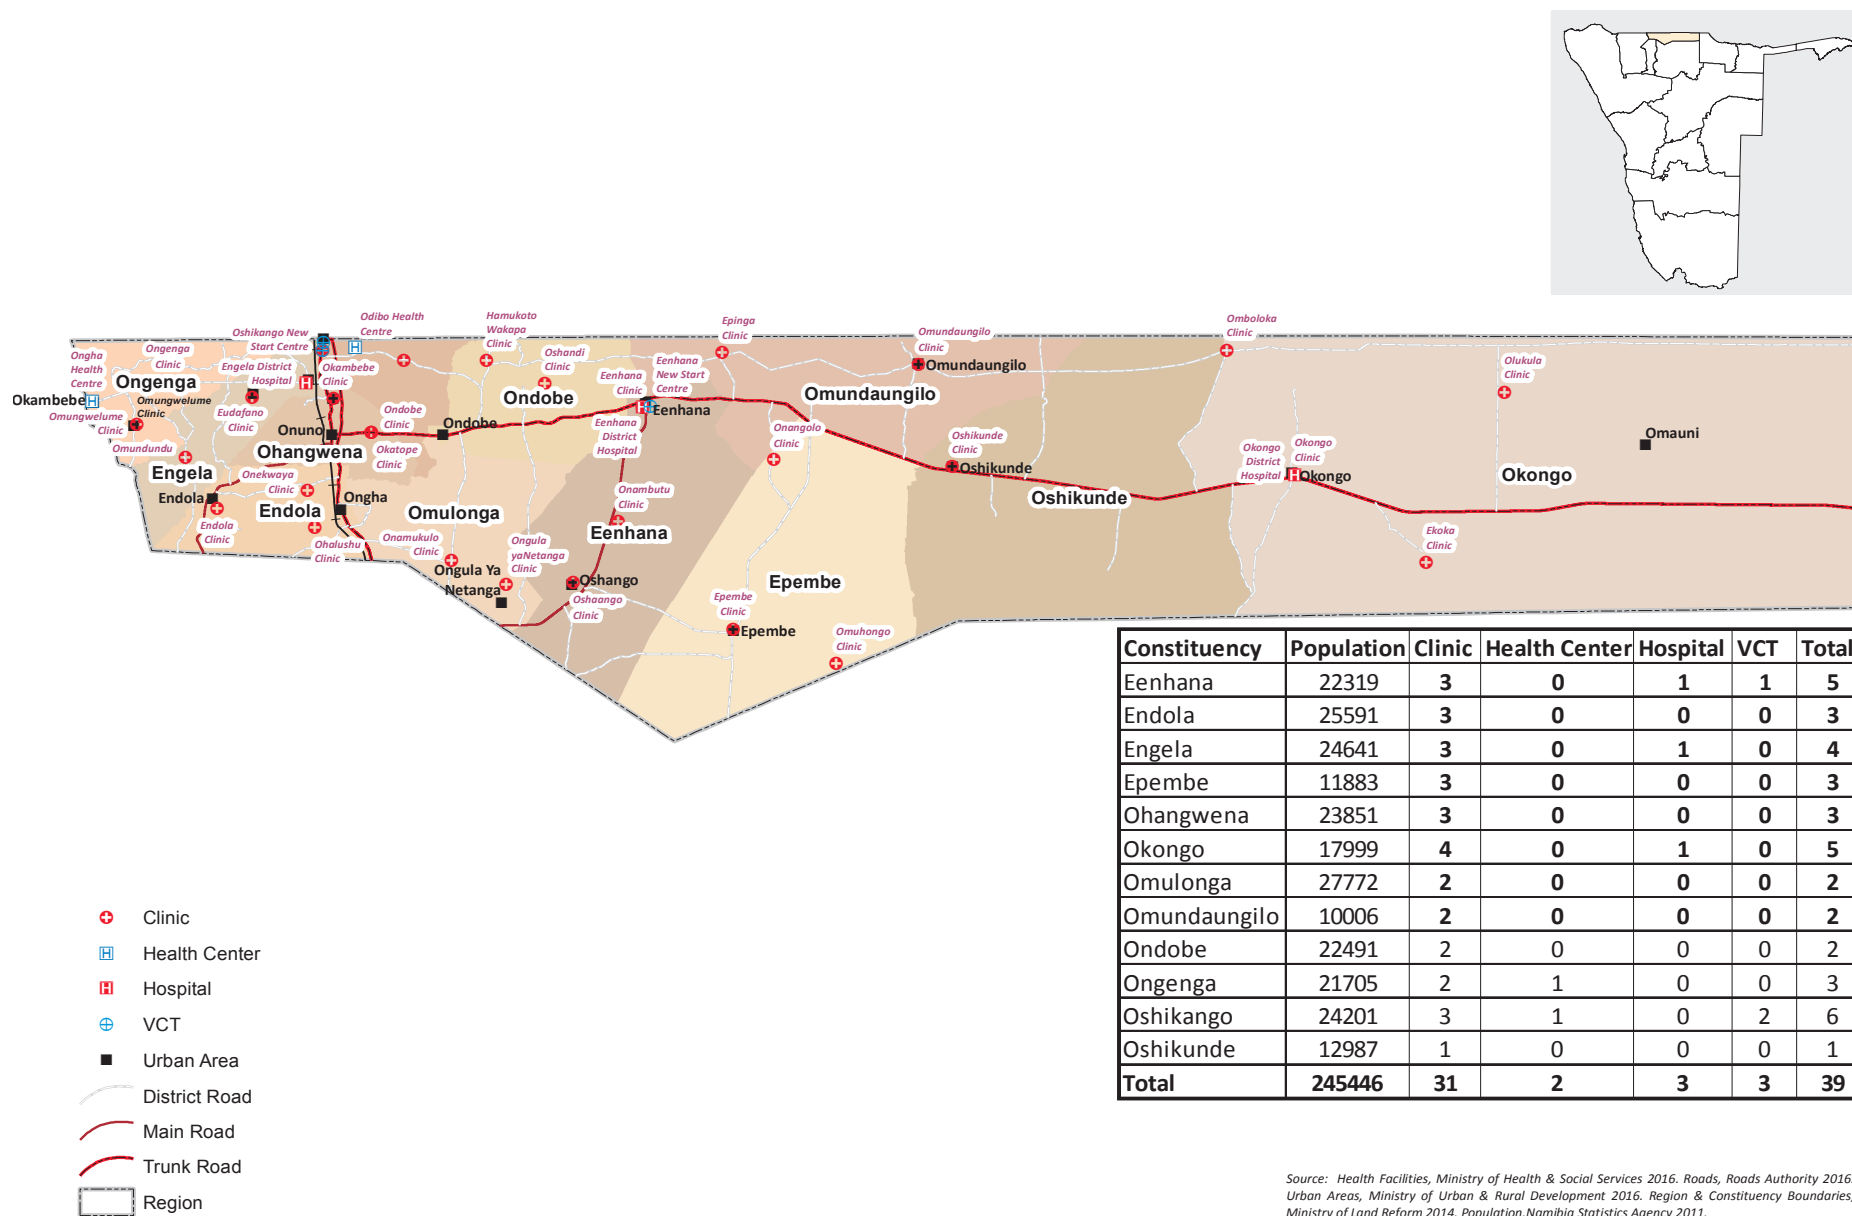 Oshikango New
Start Centre
Odibo Health
Centre
Hamukoto
Wakapa
Clinic
Epinga
Clinic
Omundaungilo
Clinic
Omboloka
Clinic
Ongha
Health
Centre
Ongenga
Clinic
Engela District
Hospital
Okambebe
Clinic
Oshandi
Clinic
Eenhana
Clinic
Eenhana
New Start
Centre
Olukula
Clinic
Ongenga
Okambebe
Omungwelume
Clinic
Omungwelume
Clinic
Eudafano
Clinic
Ondobe
Clinic
Ondobe
Ondobe
Eenhana
Omundaungilo
Omundaungilo
Onuno
Ohangwena
Okatope
Clinic
Eenhana
District
Hospital
Onangolo
Clinic
Oshikunde
Clinic
Oshikunde
Okongo
District
Hospital
Okongo
Clinic
Okongo
Okongo
Omauni
Omundundu
Engela
Onekwaya
Clinic
Endola
Endola
Ongha
Omulonga
Onambutu
Clinic
Eenhana
Oshikunde
Endola
Clinic
Ohalushu
Clinic
Onamukulo
Clinic
Ongula
yaNetanga
Clinic
Ekoka
Clinic
Ongula Ya
Netanga
Oshango
Oshaango
Clinic
Epembe
Epembe
Clinic
Epembe
Omuhongo
Clinic
Constituency Population Clinic Health Center Hospital VCT Total
Eenhana 22319 3 0 1 1 5
Endola 25591 3 0 0 0 3
Engela 24641 3 0 1 0 4
Epembe 11883 3 0 0 0 3
Ohangwena 23851 3 0 0 0 3
Okongo 17999 4 0 1 0 5
Omulonga 27772 2 0 0 0 2
Omundaungilo 10006 2 0 0 0 2
Ondobe 22491 2 0 0 0 2
Ongenga 21705 2 1 0 0 3
Oshikango 24201 3 1 0 2 6
Oshikunde 12987 1 0 0 0 1
Total 245446 31 2 3 3 39
Clinic
Health Center
Hospital
VCT
Urban Area
District Road
Main Road
Trunk Road
Region
Source: Health Facilities, Ministry of Health & Social Services 2016. Roads, Roads Authority 2016.
Urban Areas, Ministry of Urban & Rural Development 2016. Region & Constituency Boundaries,
Ministry of Land Reform 2014. Population,Namibia Statistics Agency 2011.